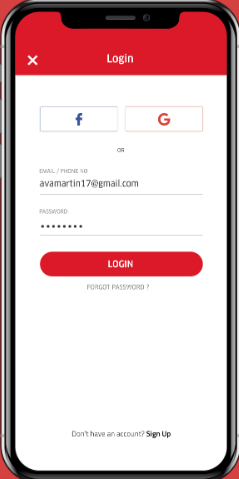 Login
f G
OR
EMAIL / PHONE NO
avamartin17@gmail.com
PASSWORD
LOGIN
FORGOT PASSWORD ?
Don't have an account? Sign Up